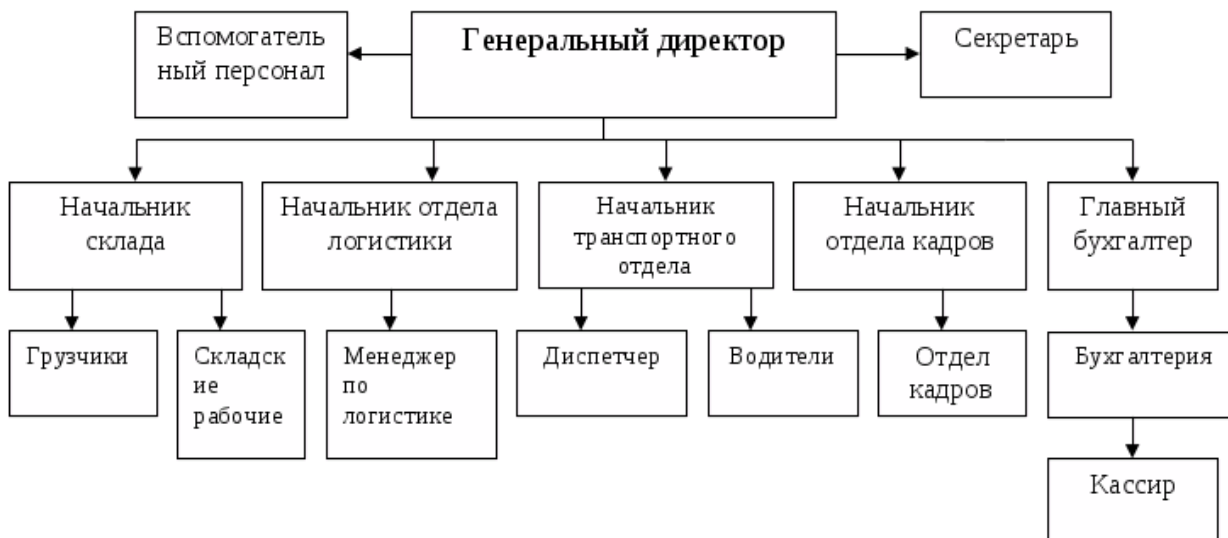 Вспомогатель
ный персонал
Генеральный директор
Секретарь
Начальник
склада
Начальник отдела
логистики
Начальник
транспортного
отдела
Начальник
отдела кадров
Главный
бухгалтер
Грузчики
Складск
ие
рабочие
Менеджер
по
логистике
Диспетчер
Водители
Отдел
кадров
Бухгалтерия
Кассир